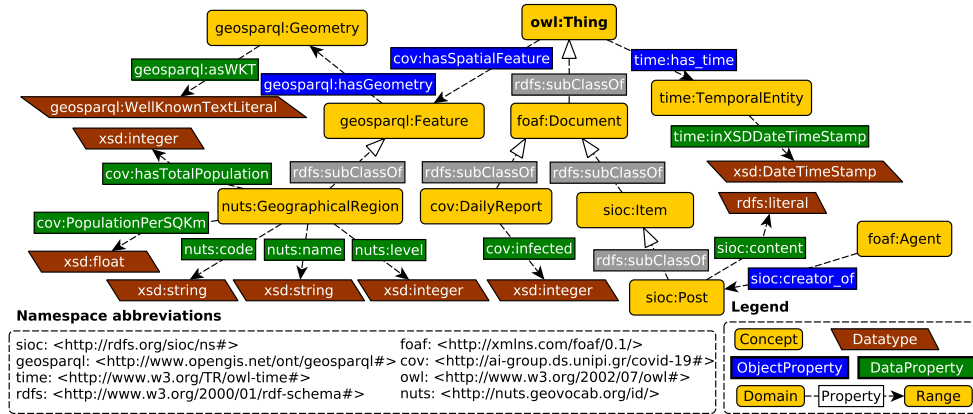 geosparql:Geometry
owl:Thing
cov:hasSpatialFeature
time:has_time
geosparql:asWKT
geosparql:hasGeometry
rdfs:subClassOf
time:TemporalEntity
geosparql:WellKnownTextLiteral
geosparql:Feature
foaf:Document
xsd:integer
time:inXSDDateTimeStamp
cov:hasTotalPopulation
rdfs:subClassOf
rdfs:subClassOf
rdfs:subClassOf
xsd:DateTimeStamp
nuts:GeographicalRegion
cov:DailyReport
sioc:Item
rdfs:literal
cov:PopulationPerSQKm
nuts:code
nuts:name
nuts:level
cov:infected
sioc:content
foaf:Agent
xsd:float
rdfs:subClassOf
sioc:creator_of
xsd:string
xsd:string
xsd:integer
xsd:integer
sioc:Post
Namespace abbreviations
sioc: <http://rdfs.org/sioc/ns#>
geosparql: <http://www.opengis.net/ont/geosparql#>
time: <http://www.w3.org/TR/owl-time#>
rdfs: <http://www.w3.org/2000/01/rdf-schema#>
foaf: <http://xmlns.com/foaf/0.1/>
cov: <http://ai-group.ds.unipi.gr/covid-19#>
owl: <http://www.w3.org/2002/07/owl#>
nuts: <http://nuts.geovocab.org/id/>
Legend
Concept
Datatype
ObjectProperty
DataProperty
Domain
Property
Range